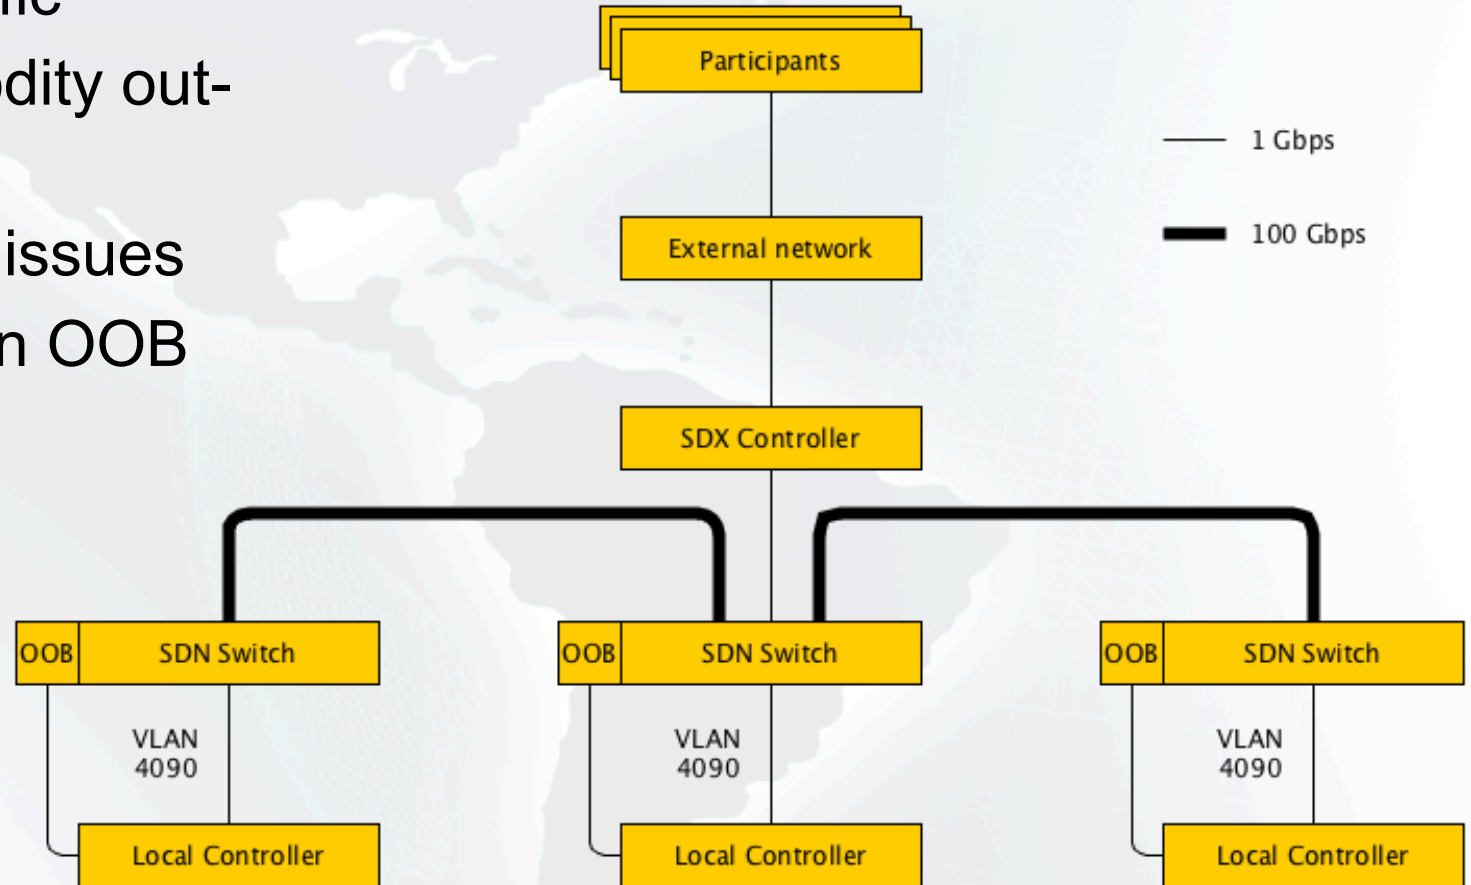 odity out-
issues
n OOB
Participants
1 Gbps
External network
100 Gbps
SDX Controller
OOB
SDN Switch
OOB
SDN Switch
OOB
SDN Switch
VLAN
4090
VLAN
4090
VLAN
4090
Local Controller
Local Controller
Local Controller